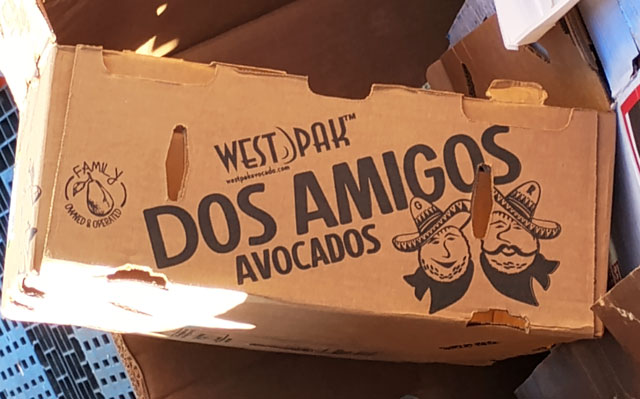 WEST PAK™
westpakavocado.com
FAMILY
OWNED & OPERATED
DOS AMIGOS
AVOCADOS
G
R